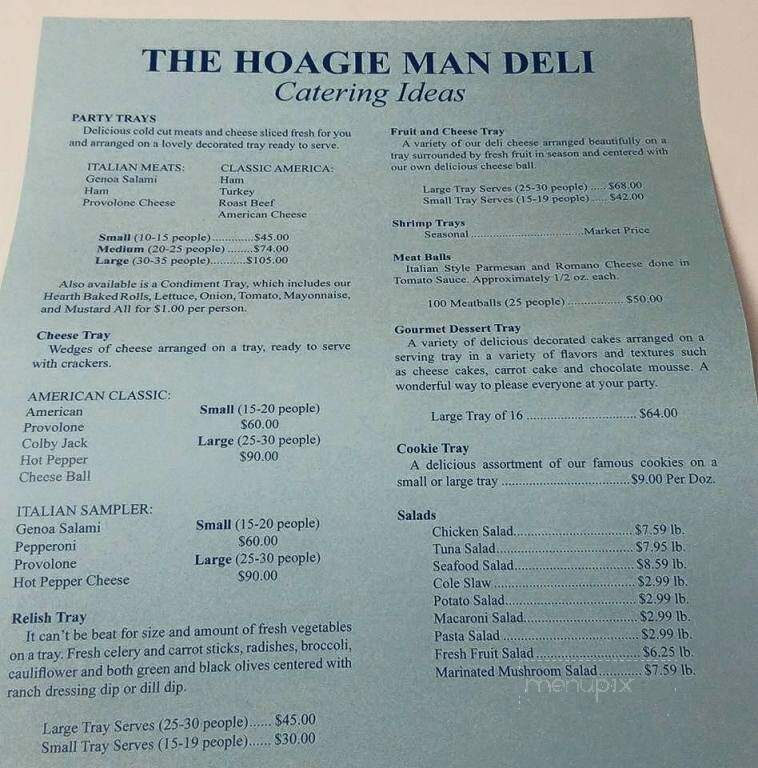 THE HOAGIE MAN DELI
Catering Ideas
PARTY TRAYS
Delicious cold cut meats and cheese sliced fresh for you
and arranged on a lovely decorated tray ready to serve.
ITALIAN MEATS: CLASSIC AMERICA:
Genoa Salami Ham
Ham Turkey
Provolone Cheese Roast Beef
American Cheese
Small (10-15 people).............$45.00
Medium (20-25 people) ........$74.00
Large (30-35 people)...........$105.00
Also available is a Condiment Tray, which includes our
Hearth Baked Rolls, Lettuce, Onion, Tomato, Mayonnaise,
and Mustard All for $1.00 per person.
Cheese Tray
Wedges of cheese arranged on a tray, ready to serve
with crackers.
AMERICAN CLASSIC:
American Small (15-20 people)
Provolone $60.00
Colby Jack Large (25-30 people)
Hot Pepper $90.00
Cheese Ball
ITALIAN SAMPLER:
Genoa Salami Small (15-20 people)
Pepperoni $60.00
Provolone Large (25-30 people)
Hot Pepper Cheese $90.00
Relish Tray
It can't be beat for size and amount of fresh vegetables
on a tray. Fresh celery and carrot sticks, radishes, broccoli,
cauliflower and both green and black olives centered with
ranch dressing dip or dill dip.
Large Tray Serves (25-30 people)...... $45.00
Small Tray Serves (15-19 people)...... $30.00
Fruit and Cheese Tray
A variety of our deli cheese arranged beautifully on a
tray surrounded by fresh fruit in season and centered with
our own delicious cheese ball.
Large Tray Serves (25-30 people) ..... $68.00
Small Tray Serves (15-19 people)..... $42.00
Shrimp Trays
Seasonal.............................Market Price
Meat Balls
Italian Style Parmesan and Romano Cheese done in
Tomato Sauce. Approximately 1/2 oz. each.
100 Meatballs (25 people) ................ $50.00
Gourmet Dessert Tray
A variety of delicious decorated cakes arranged on a
serving tray in a variety of flavors and textures such
as cheese cakes, carrot cake and chocolate mousse. A
wonderful way to please everyone at your party.
Large Tray of 16 ................................ $64.00
Cookie Tray
A delicious assortment of our famous cookies on a
small or large tray .....................................$9.00 Per Doz.
Salads
Chicken Salad.................................. $7.59 lb.
Tuna Salad....................................... $7.95 lb.
Seafood Salad.................................. $8.59 lb.
Cole Slaw........................................ $2.99 lb.
Potato Salad..................................... $2.99 lb.
Macaroni Salad................................. $2.99 lb.
Pasta Salad ...................................... $2.99 lb.
Fresh Fruit Salad.............................. $6.25 lb.
Marinated Mushroom Salad............ $7.59 lb.
menupix